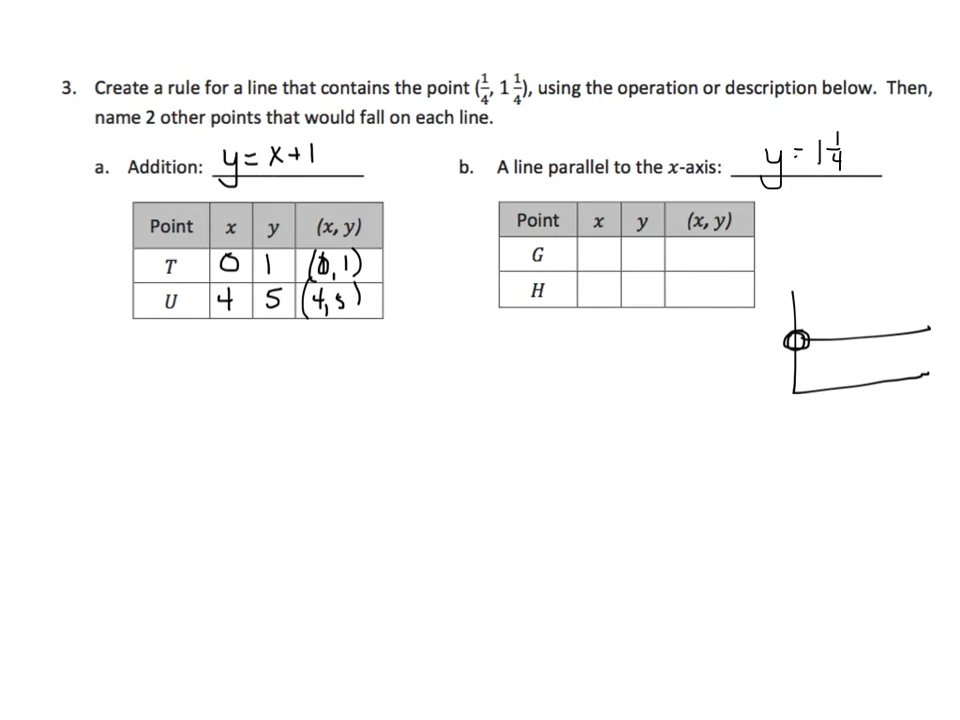 3. Create a rule for a line that contains the point (1/4, 1 1/4), using the operation or description below. Then,
name 2 other points that would fall on each line.
a. Addition: y = x + 1
b. A line parallel to the x-axis: y = 1 1/4
Point x y (x, y)
T 0 1 (0, 1)
U 4 5 (4, 5)
Point x y (x, y)
G
H